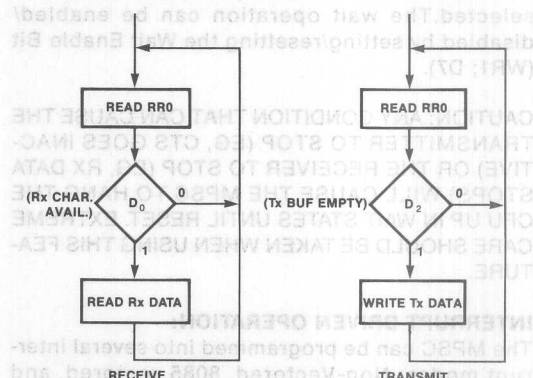 READ RR0
READ RR0
(Rx CHAR.
AVAIL.)
D0
0
(Tx BUF EMPTY)
D2
0
1
1
READ Rx DATA
WRITE Tx DATA
RECEIVE
TRANSMIT
selected.The wait operation can be enabled/
disabled by setting/resetting the Wait Enable Bit
(WR1; D7).
CAUTION: ANY CONDITION THAT CAN CAUSE THE
TRANSMITTER TO STOP (EG, CTS GOES INAC-
TIVE) OR THE RECEIVER TO STOP (EG, RX DATA
STOPS) WILL CAUSE THE MPSC TO HANG THE
CPU UP IN WAIT STATES UNTIL RESET. EXTREME
CARE SHOULD BE TAKEN WHEN USING THIS FEA-
TURE.
INTERRUPT DRIVEN OPERATION:
The MPSC can be programmed into several inter-
Non-Vectored, 8085 vectored and